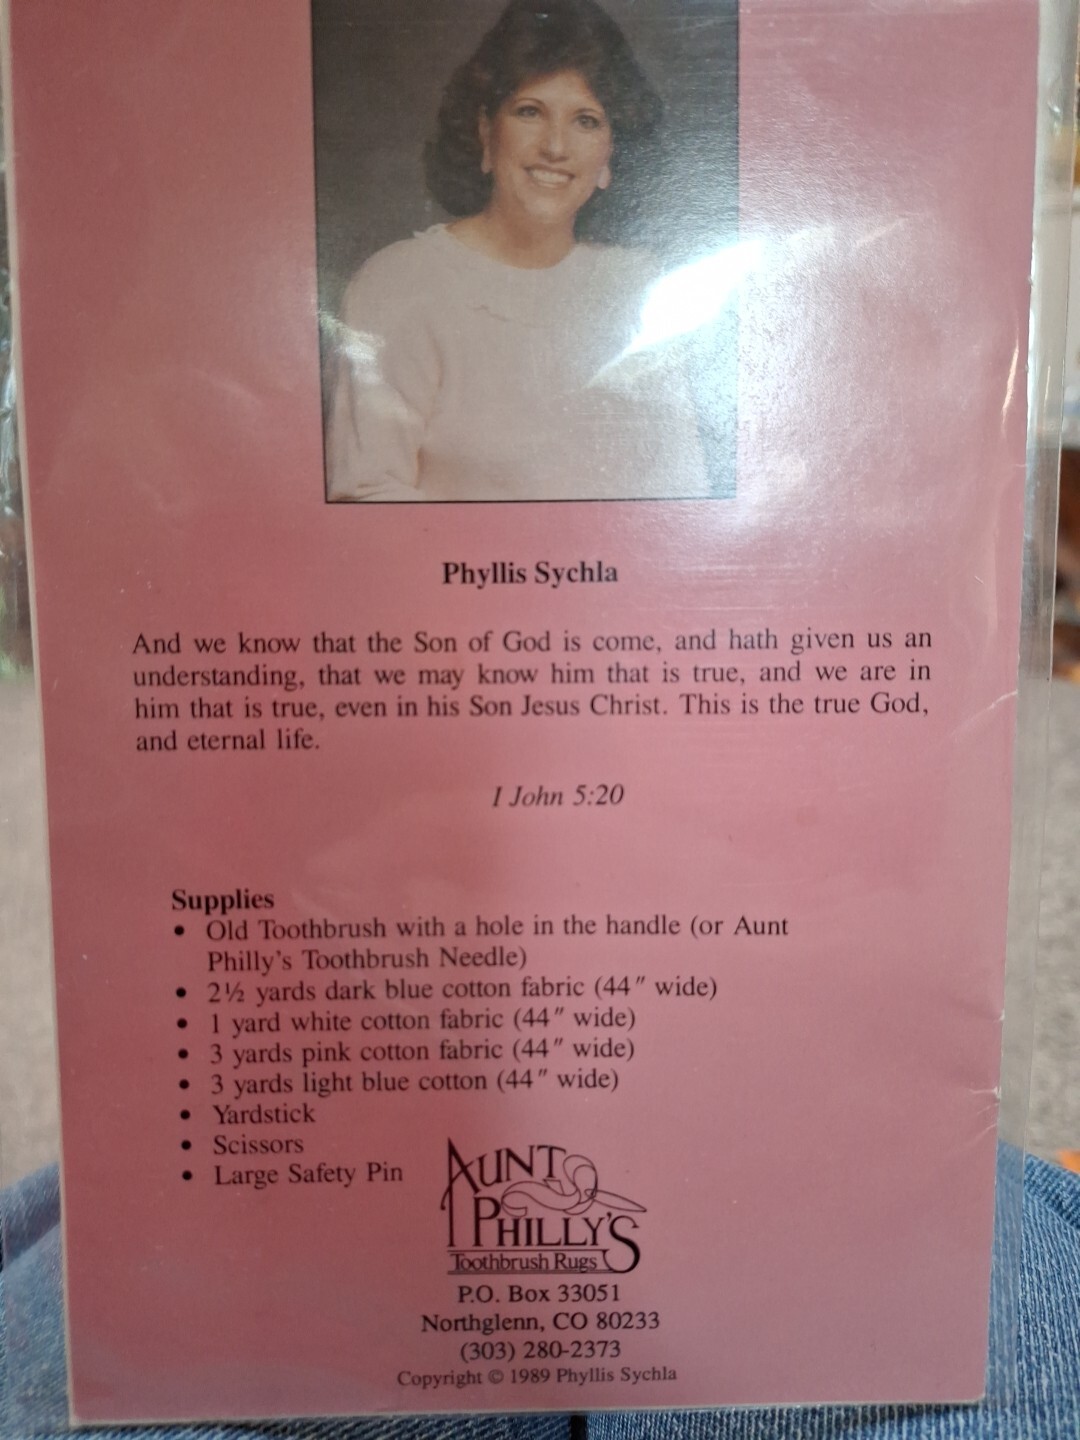 Phyllis Sychla
And we know that the Son of God is come, and hath given us an
understanding, that we may know him that is true, and we are in
him that is true, even in his Son Jesus Christ. This is the true God,
and eternal life.
I John 5:20
Supplies
• Old Toothbrush with a hole in the handle (or Aunt
Philly's Toothbrush Needle)
• 2½ yards dark blue cotton fabric (44″ wide)
• 1 yard white cotton fabric (44″ wide)
• 3 yards pink cotton fabric (44″ wide)
• 3 yards light blue cotton (44″ wide)
• Yardstick
• Scissors
• Large Safety Pin
AUNT
PHILLY'S
Toothbrush Rugs
P.O. Box 33051
Northglenn, CO 80233
(303) 280-2373
Copyright © 1989 Phyllis Sychla